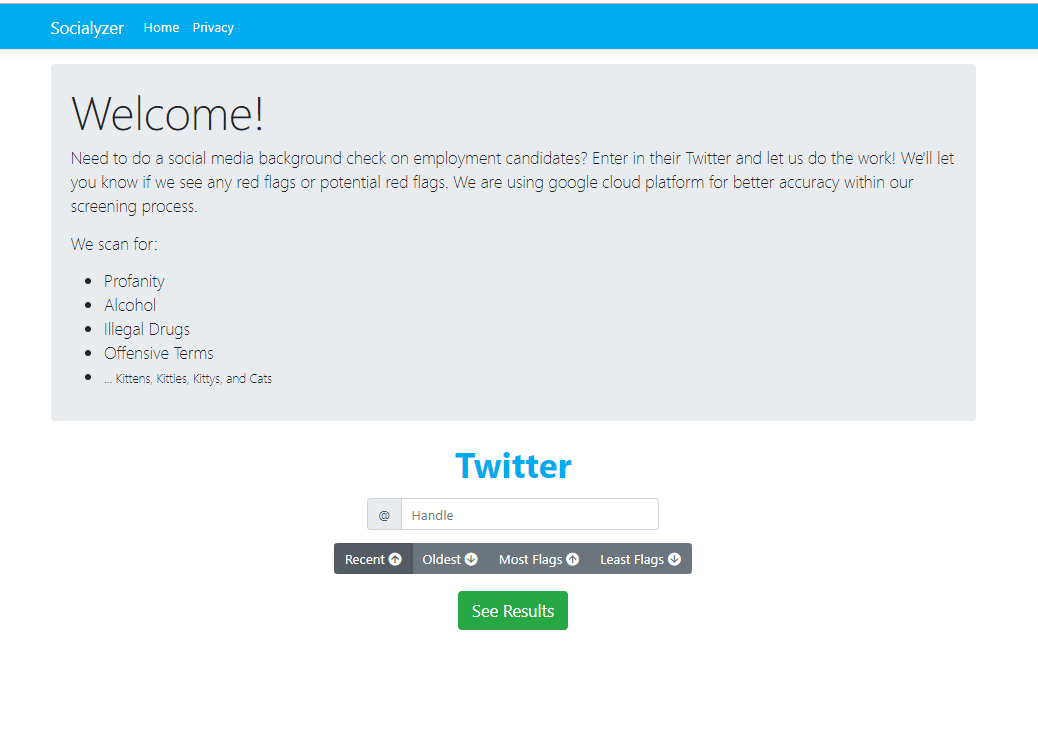 Socialyzer Home Privacy
Welcome!
Need to do a social media background check on employment candidates? Enter in their Twitter and let us do the work! We'll let
you know if we see any red flags or potential red flags. We are using google cloud platform for better accuracy within our
screening process.
We scan for:
Profanity
Alcohol
Illegal Drugs
Offensive Terms
... Kittens, Kitties, Kittys, and Cats
Twitter
@ Handle
Recent Oldest Most Flags Least Flags
See Results